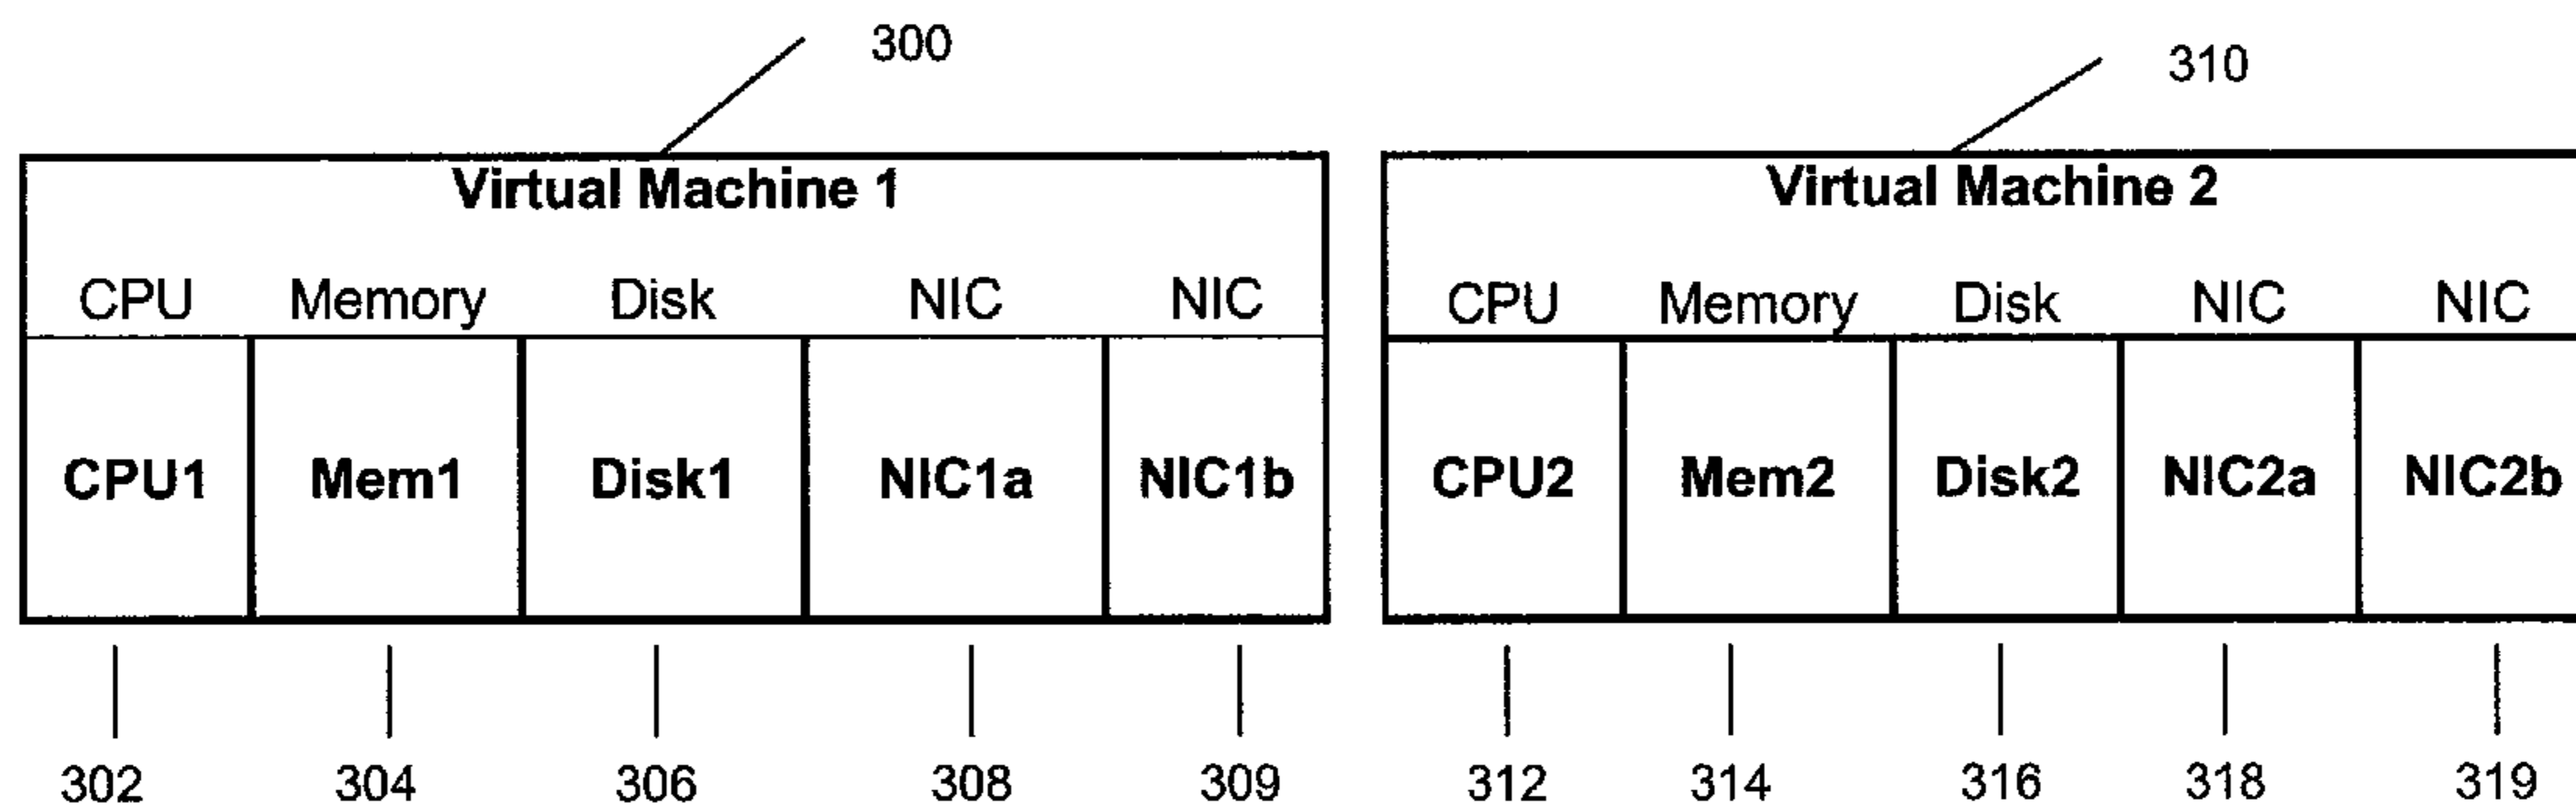 300 310
Virtual Machine 1 Virtual Machine 2
CPU Memory Disk NIC NIC CPU Memory Disk NIC NIC
CPU1 Mem1 Disk1 NIC1a NIC1b CPU2 Mem2 Disk2 NIC2a NIC2b
302 304 306 308 309 312 314 316 318 319